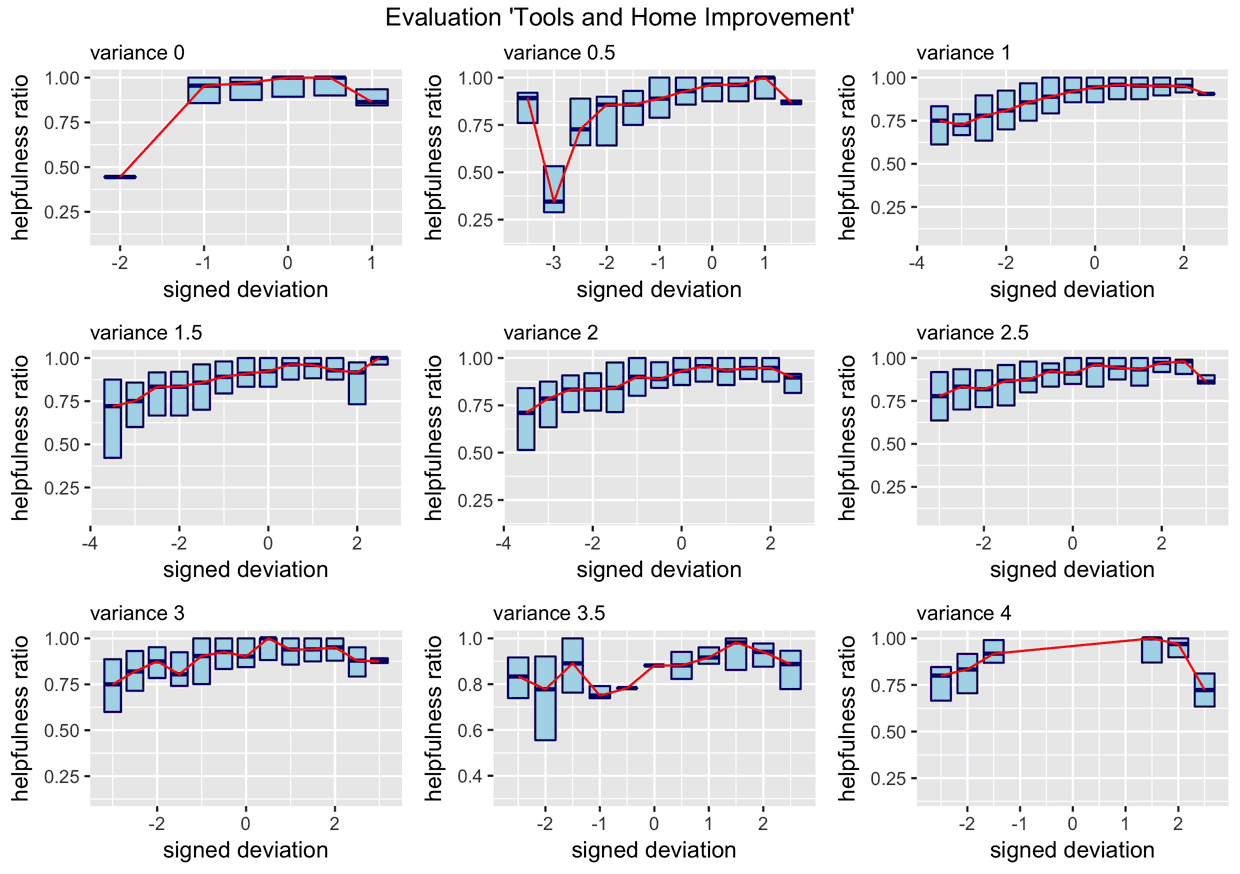 Evaluation 'Tools and Home Improvement'
variance 0
helpfulness ratio
1.00
0.75
0.50
0.25
-2
-1
0
1
signed deviation
variance 0.5
helpfulness ratio
1.00
0.75
0.50
0.25
-3
-2
-1
0
1
signed deviation
variance 1
helpfulness ratio
1.00
0.75
0.50
0.25
-4
-2
0
2
signed deviation
variance 1.5
helpfulness ratio
1.00
0.75
0.50
0.25
-4
-2
0
2
signed deviation
variance 2
helpfulness ratio
1.00
0.75
0.50
0.25
-4
-2
0
2
signed deviation
variance 2.5
helpfulness ratio
1.00
0.75
0.50
0.25
-2
0
2
signed deviation
variance 3
helpfulness ratio
1.00
0.75
0.50
0.25
-2
0
2
signed deviation
variance 3.5
helpfulness ratio
1.0
0.8
0.6
0.4
-2
-1
0
1
2
signed deviation
variance 4
helpfulness ratio
1.00
0.75
0.50
0.25
-2
-1
0
1
2
signed deviation